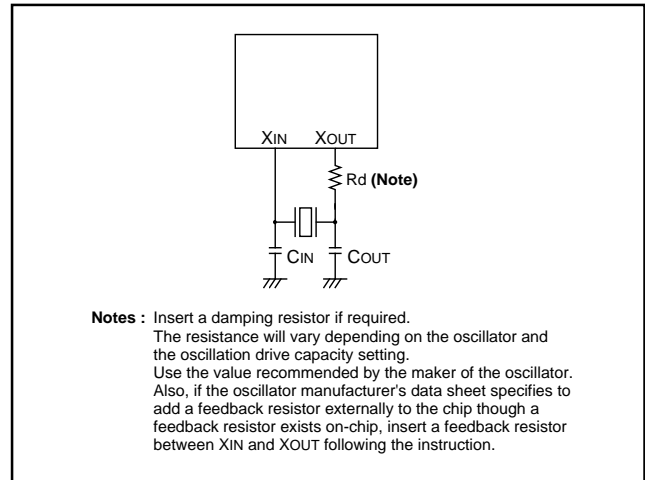 XIN XOUT
Rd (Note)
CIN COUT
Notes : Insert a damping resistor if required.
The resistance will vary depending on the oscillator and
the oscillation drive capacity setting.
Use the value recommended by the maker of the oscillator.
Also, if the oscillator manufacturer's data sheet specifies to
add a feedback resistor externally to the chip though a
feedback resistor exists on-chip, insert a feedback resistor
between XIN and XOUT following the instruction.